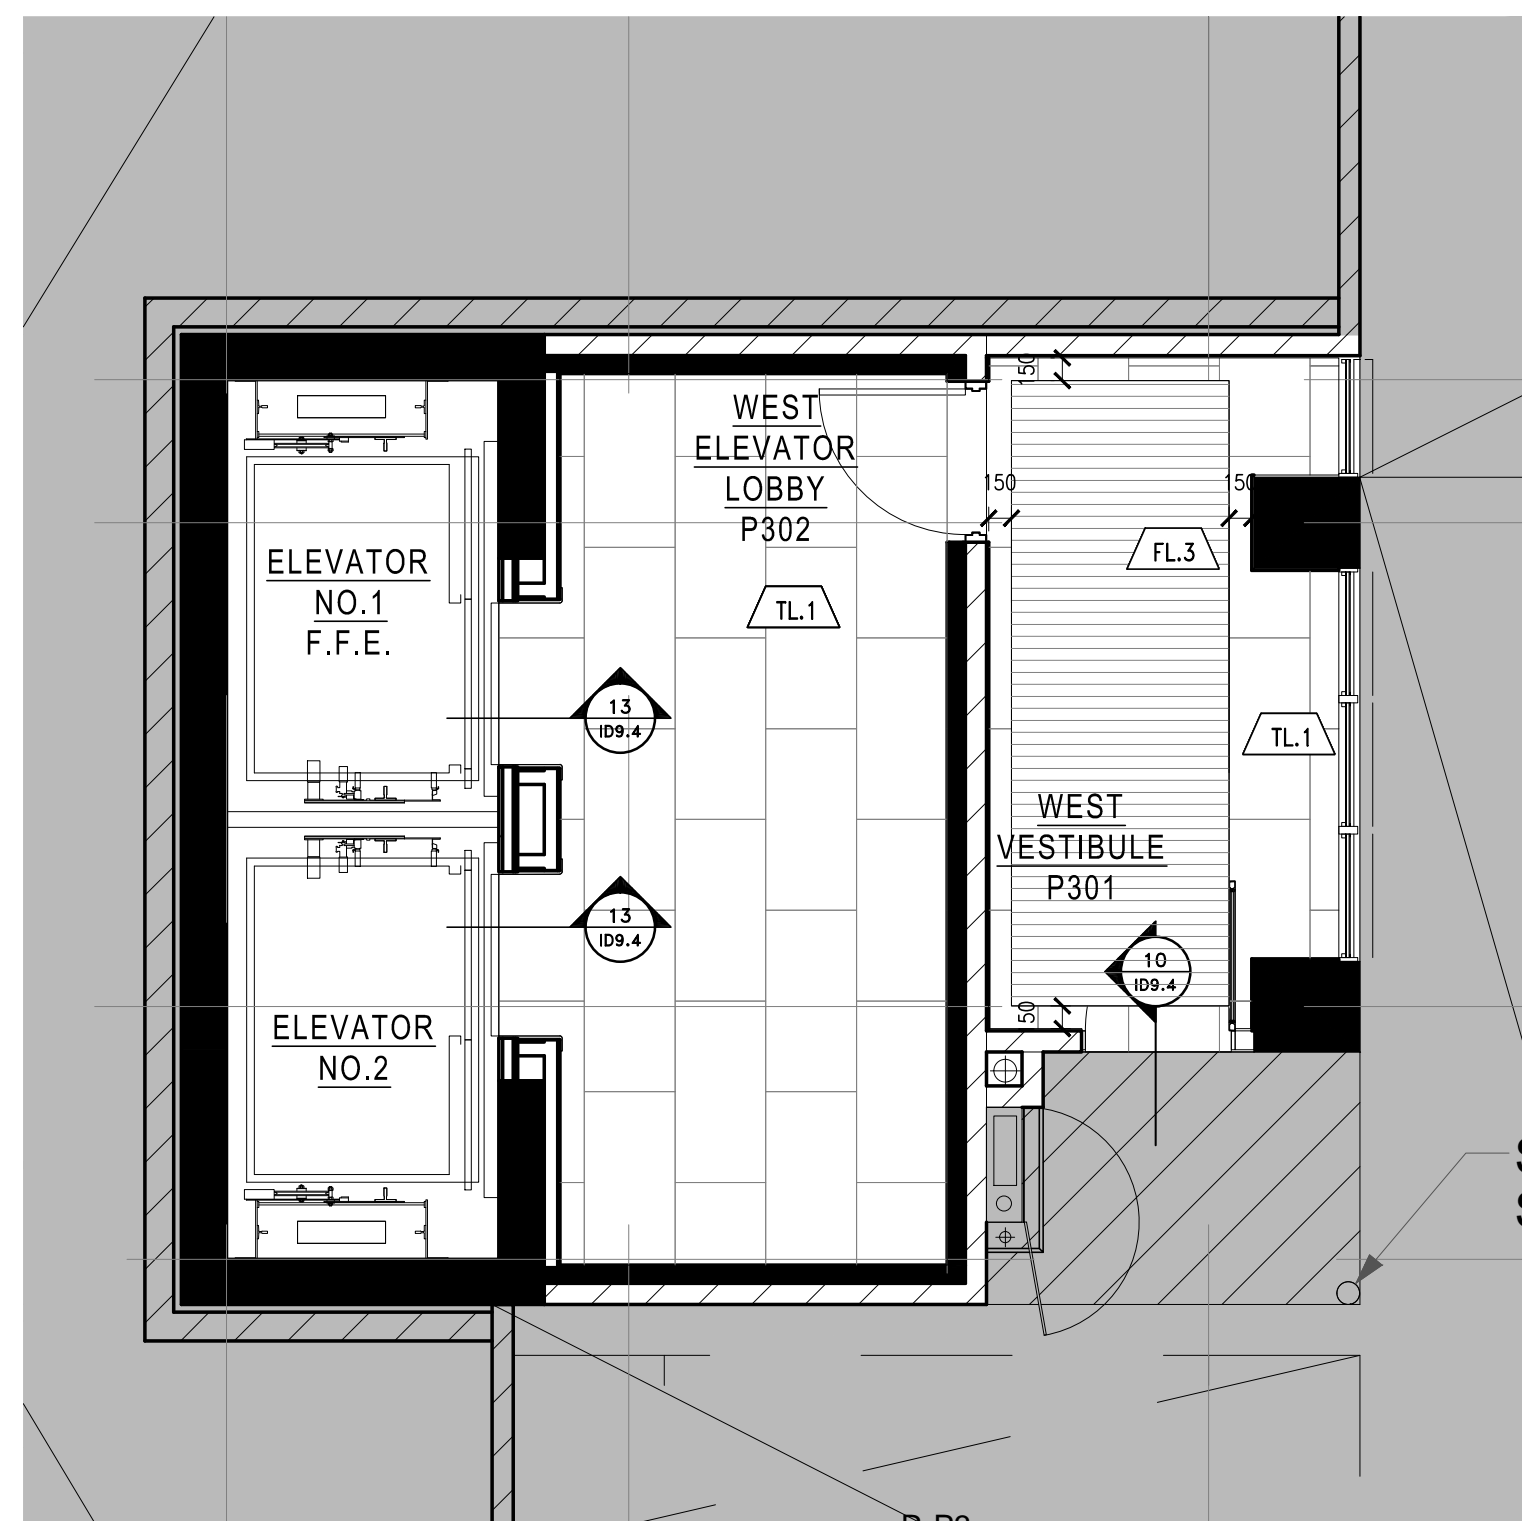 150
WEST
ELEVATOR
LOBBY
P302
150
150
ELEVATOR
NO.1
F.F.E.
FL.3
TL.1
13
ID9.4
TL.1
WEST
VESTIBULE
P301
13
ID9.4
10
ID9.4
150
ELEVATOR
NO.2